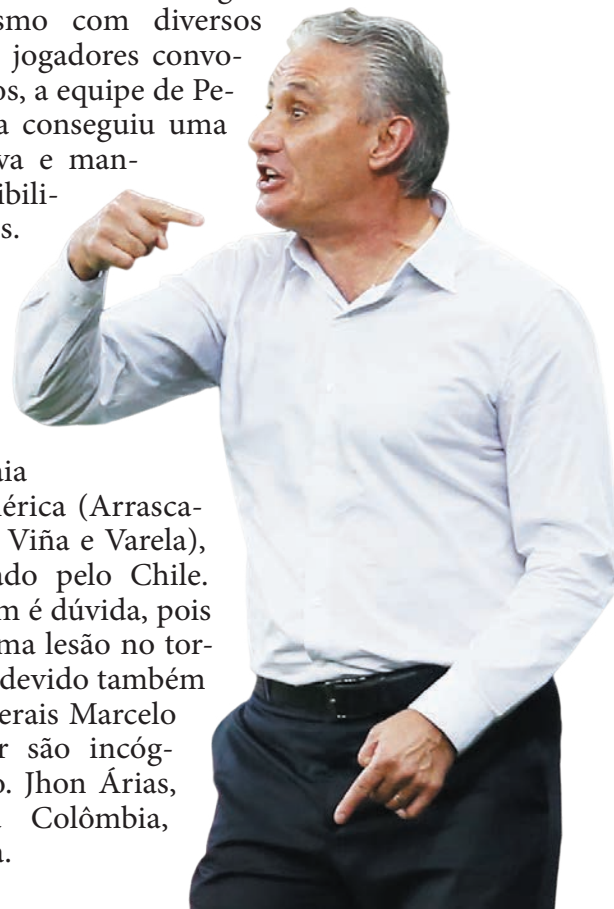 smo com diversos
jogadores convo-
os, a equipe de Pe-
a conseguiu uma
va e man-
ibili-
s.
aia
érica (Arrasca-
Viña e Varela),
ado pelo Chile.
m é dúvida, pois
ma lesão no tor-
devido também
erais Marcelo
r são incóg-
o. Jhon Árias,
Colômbia,
a.